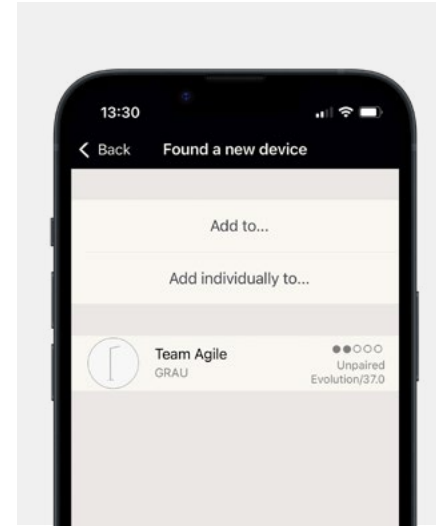 13:30
Back Found a new device
Add to...
Add individually to...
Team Agile
GRAU
Unpaired
Evolution/37.0